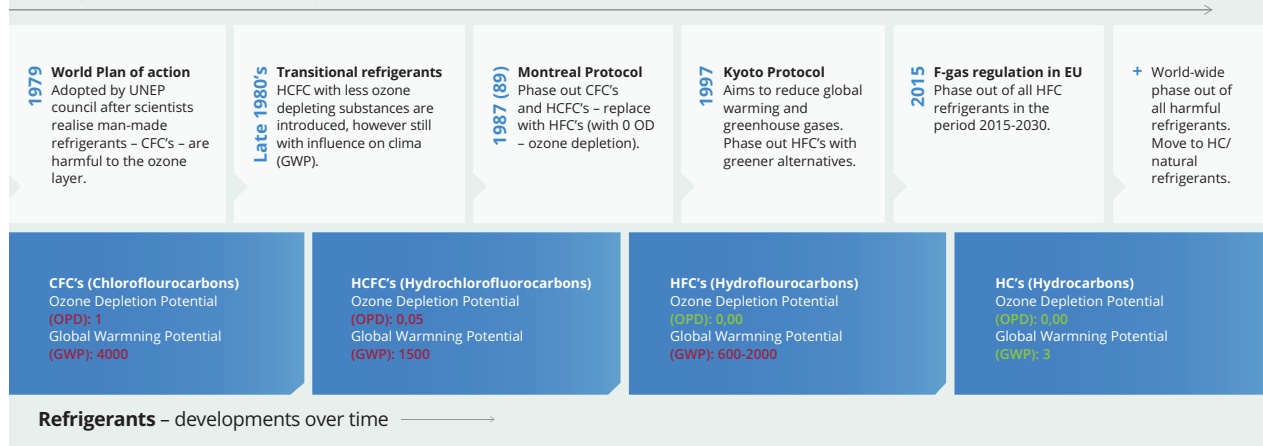 1979
World Plan of action
Adopted by UNEP
council after scientists
realise man-made
refrigerants – CFC’s – are
harmful to the ozone
layer.
Late 1980’s
Transitional refrigerants
HCFC with less ozone
depleting substances are
introduced, however still
with influence on clima
(GWP).
1987 (89)
Montreal Protocol
Phase out CFC’s
and HCFC’s – replace
with HFC’s (with 0 OD
– ozone depletion).
1997
Kyoto Protocol
Aims to reduce global
warming and
greenhouse gases.
Phase out HFC’s with
greener alternatives.
2015
F-gas regulation in EU
Phase out of all HFC
refrigerants in the
period 2015-2030.
+ World-wide
phase out of
all harmful
refrigerants.
Move to HC/
natural
refrigerants.
CFC’s (Chloroflourocarbons)
Ozone Depletion Potential
(OPD): 1
Global Warmning Potential
(GWP): 4000
HCFC’s (Hydrochlorofluorocarbons)
Ozone Depletion Potential
(OPD): 0,05
Global Warmning Potential
(GWP): 1500
HFC’s (Hydroflourocarbons)
Ozone Depletion Potential
(OPD): 0,00
Global Warmning Potential
(GWP): 600-2000
HC’s (Hydrocarbons)
Ozone Depletion Potential
(OPD): 0,00
Global Warmning Potential
(GWP): 3
Refrigerants – developments over time